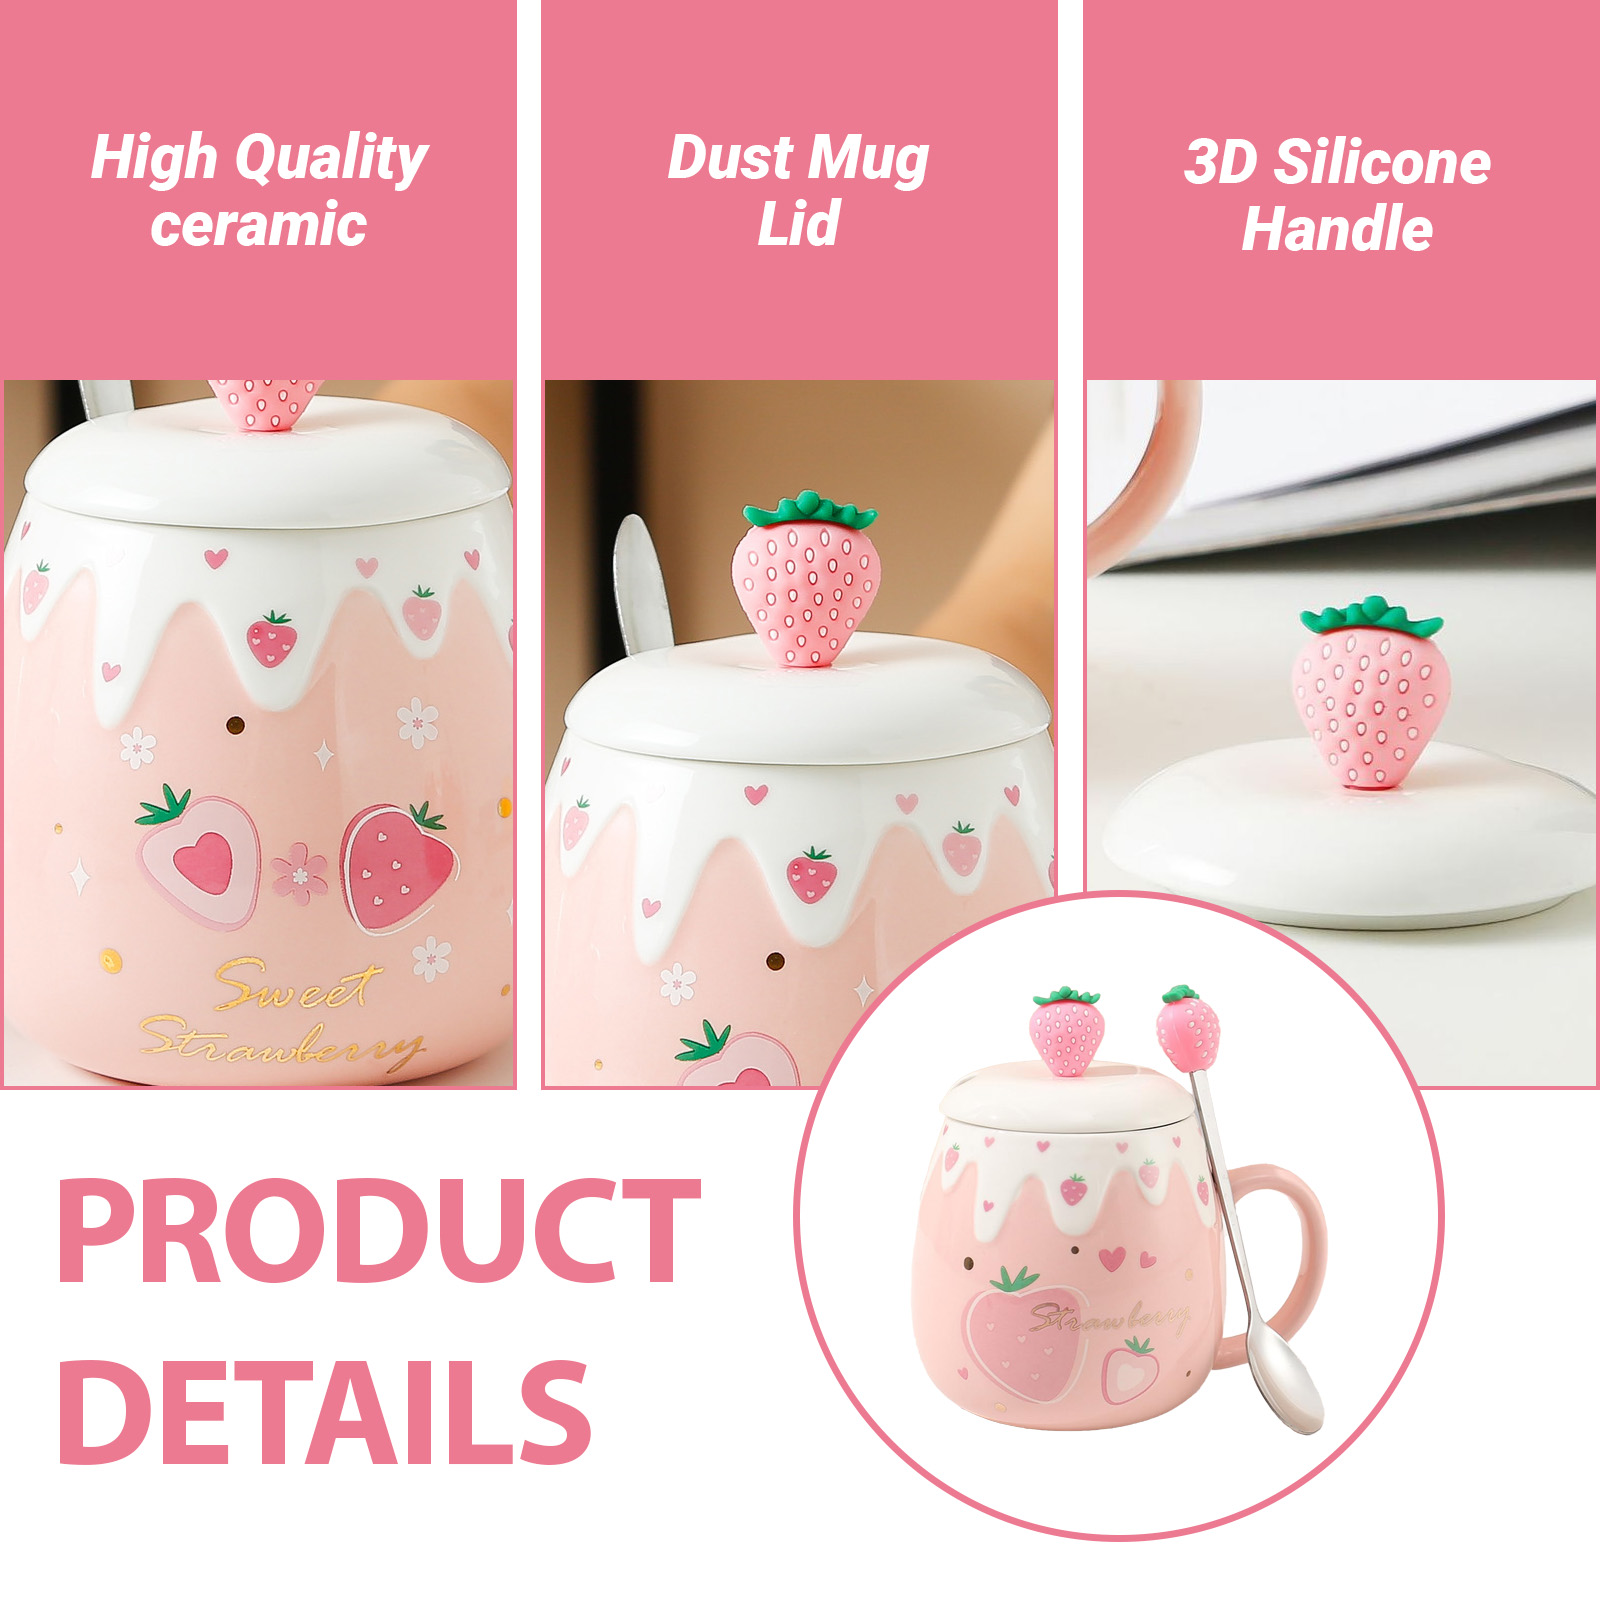 High Quality
ceramic
Dust Mug
Lid
3D Silicone
Handle
Sweet
Strawberry
Strawberry
PRODUCT
DETAILS